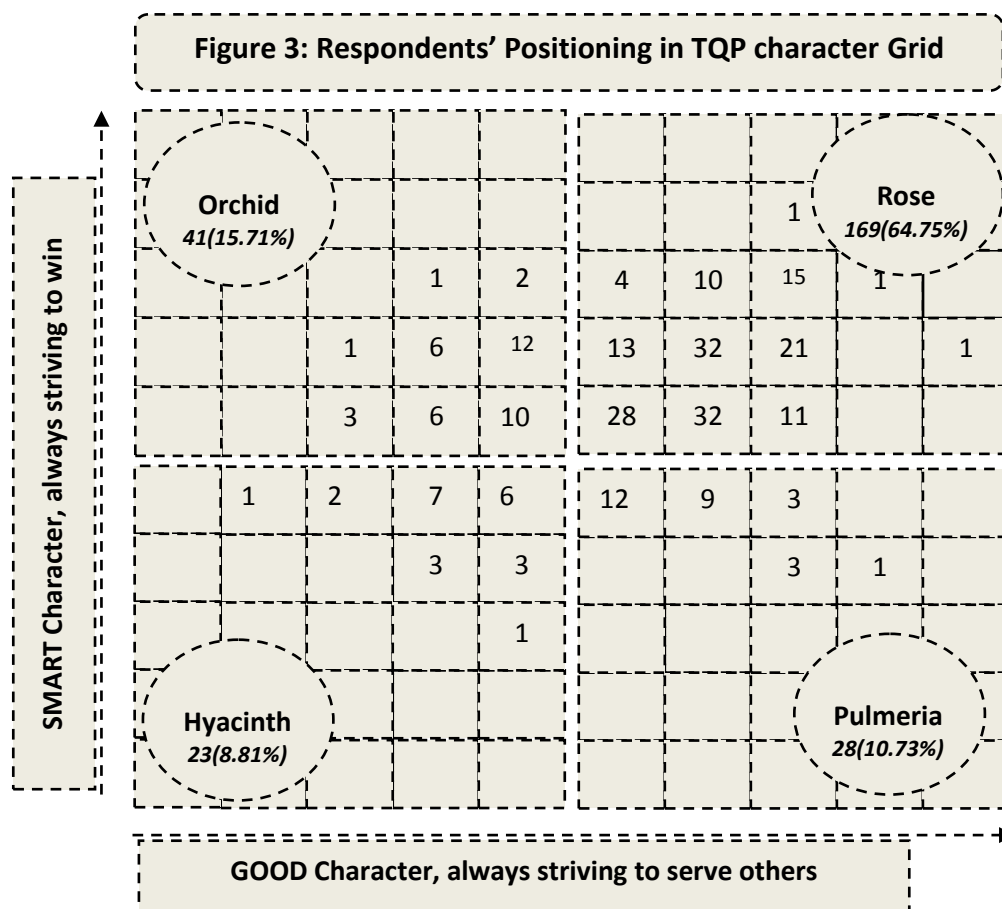 Figure 3: Respondents’ Positioning in TQP character Grid
SMART Character, always striving to win
Orchid
41(15.71%)
Rose
169(64.75%)
1
1 2 4 10 15 1
1 6 12 13 32 21 1
3 6 10 28 32 11
1 2 7 6 12 9 3
3 3 3 1
1
Hyacinth
23(8.81%)
Pulmeria
28(10.73%)
GOOD Character, always striving to serve others